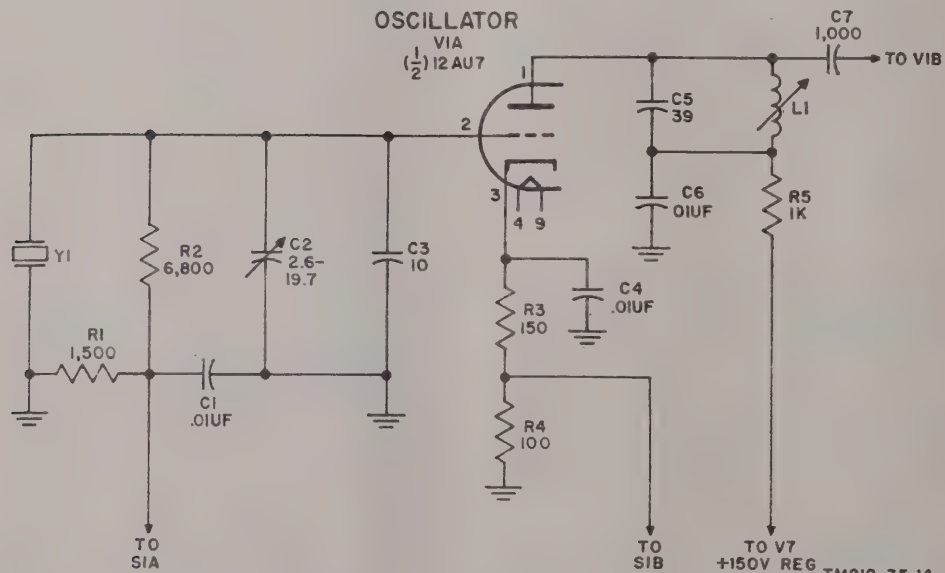 OSCILLATOR
V1A
(1/2) 12AU7
C7
1,000
TO V1B
1
C5
39
L1
2
3
4 9
C6
.01UF
R5
1K
Y1
R2
6,800
C2
2.6-
19.7
C3
10
C4
.01UF
R3
150
R1
1,500
C1
.01UF
R4
100
TO
S1A
TO
S1B
TO V7
+150V REG